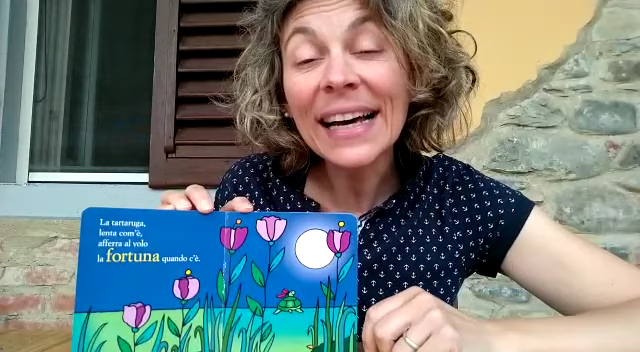 La tartaruga,
lenta com'è,
afferra al volo
la fortuna quando c'è.